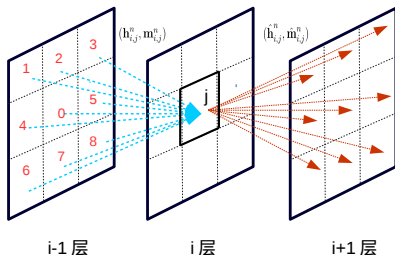 (h^n_{i,j}, m^n_{i,j})
(ĥ^n_{i,j}, m̂^n_{i,j})
3
2
1
5
j
4 0
8
7
6
i-1 层
i 层
i+1 层